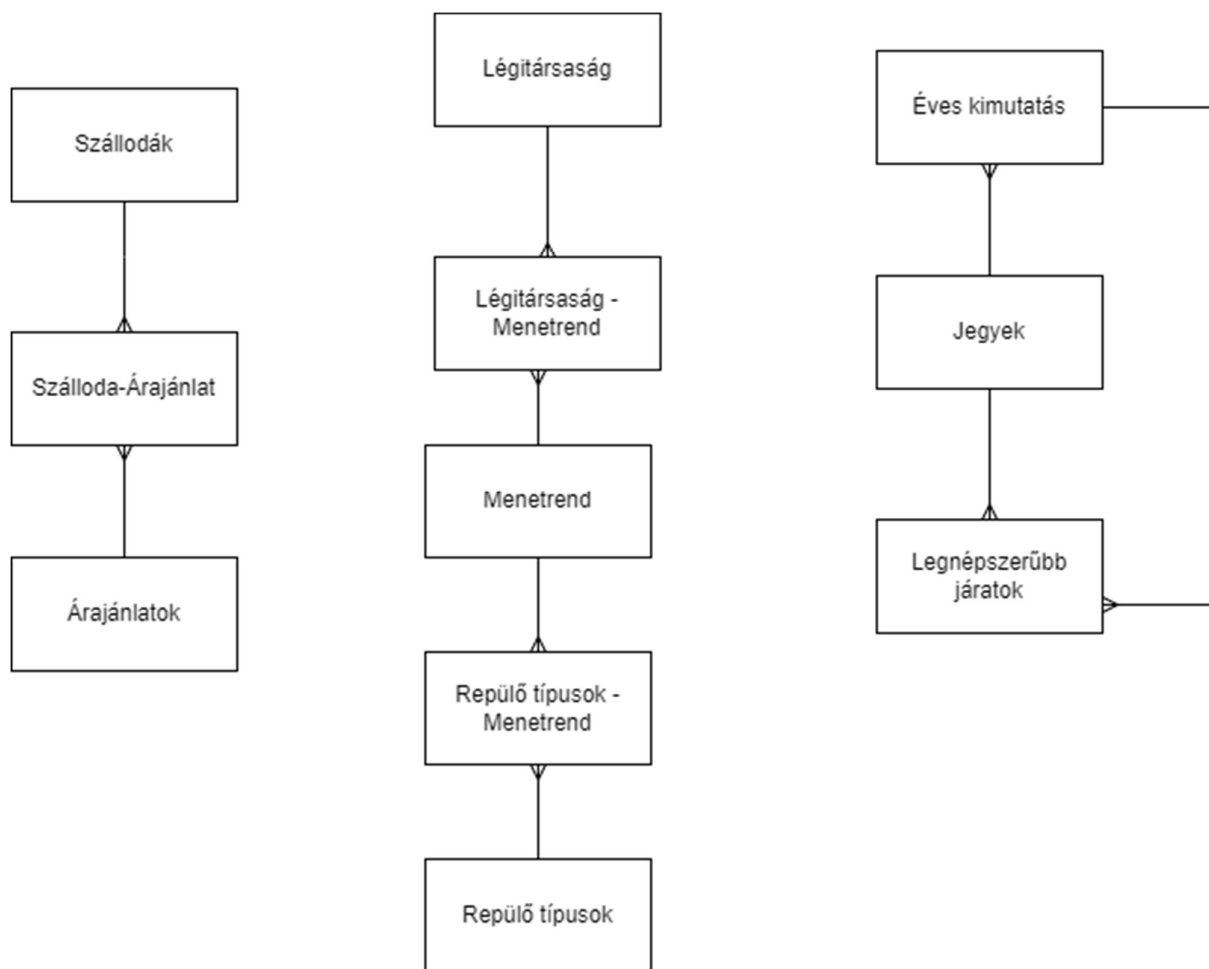 Szállodák
Szálloda-Árajánlat
Árajánlatok
Légitársaság
Légitársaság -
Menetrend
Menetrend
Repülő típusok -
Menetrend
Repülő típusok
Éves kimutatás
Jegyek
Legnépszerűbb
járatok